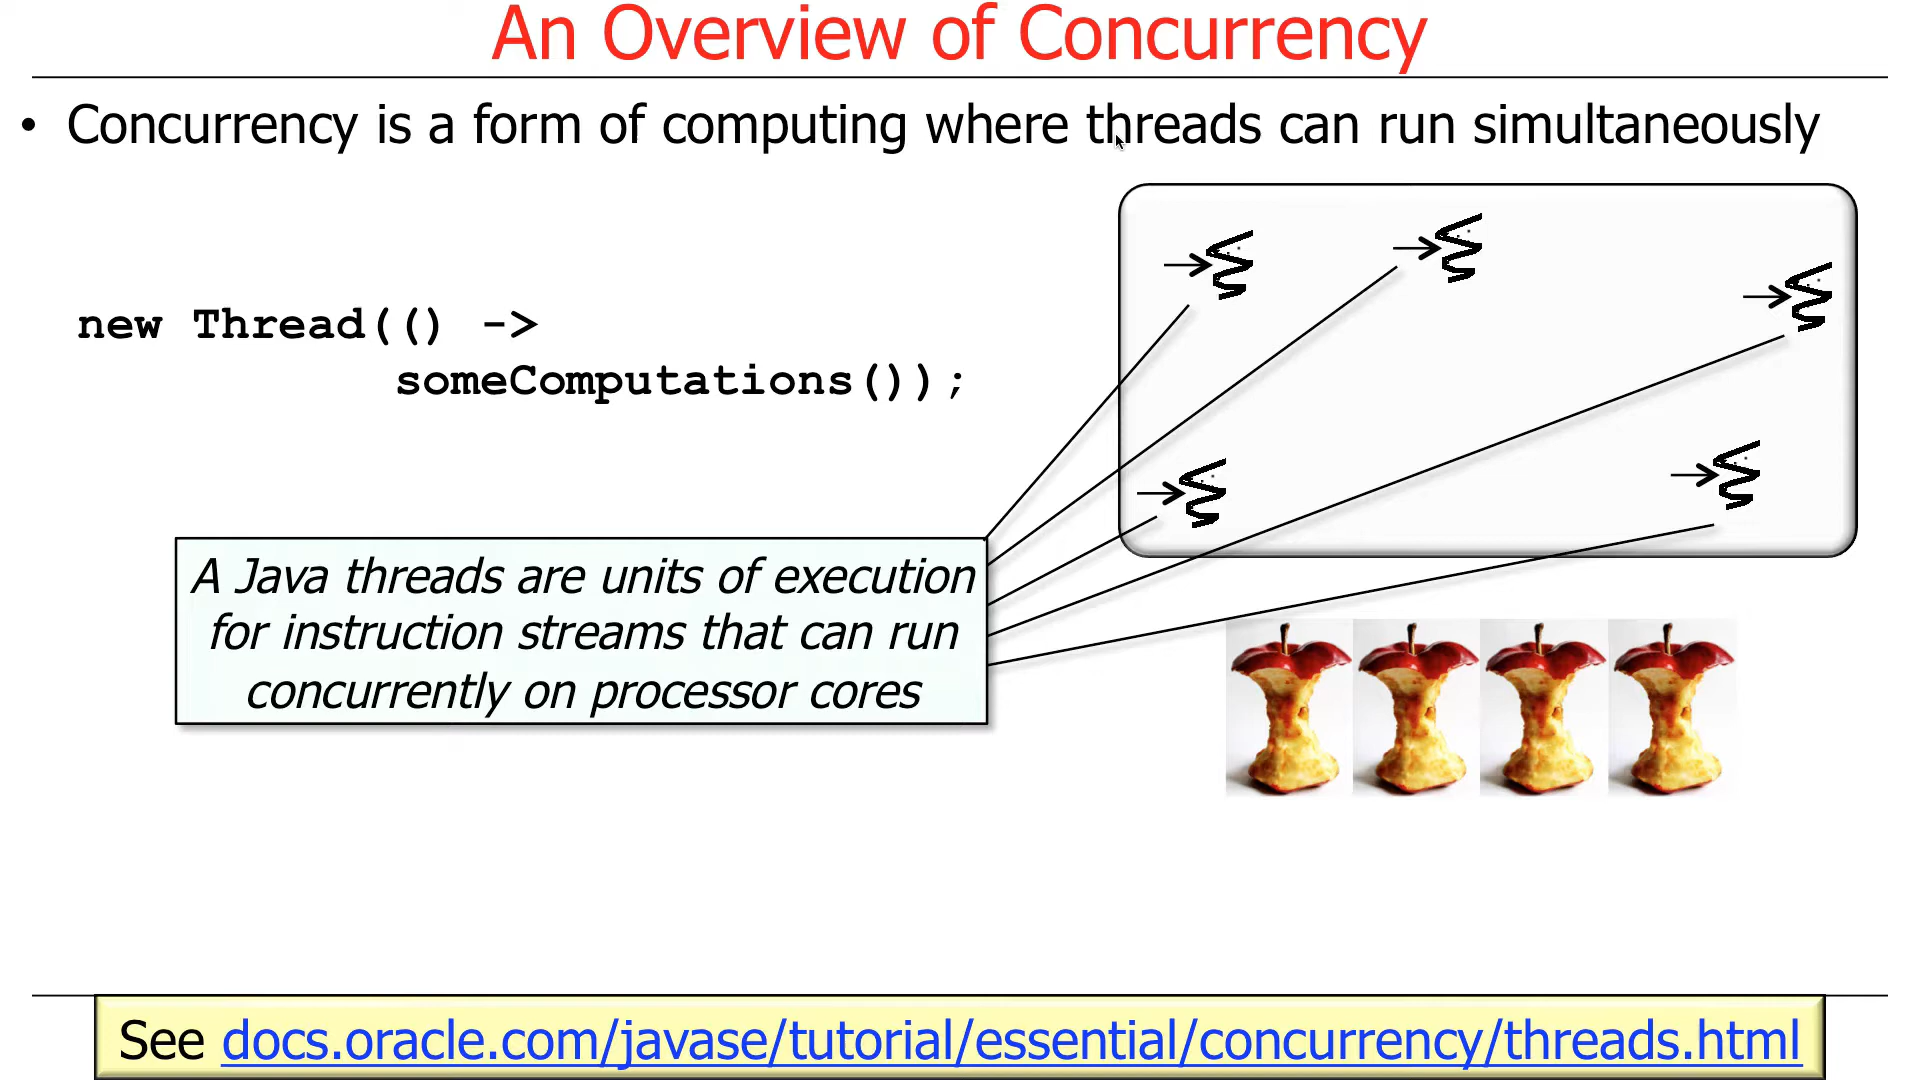 An Overview of Concurrency
• Concurrency is a form of computing where threads can run simultaneously
new Thread(() ->
someComputations());
A Java threads are units of execution
for instruction streams that can run
concurrently on processor cores
See docs.oracle.com/javase/tutorial/essential/concurrency/threads.html